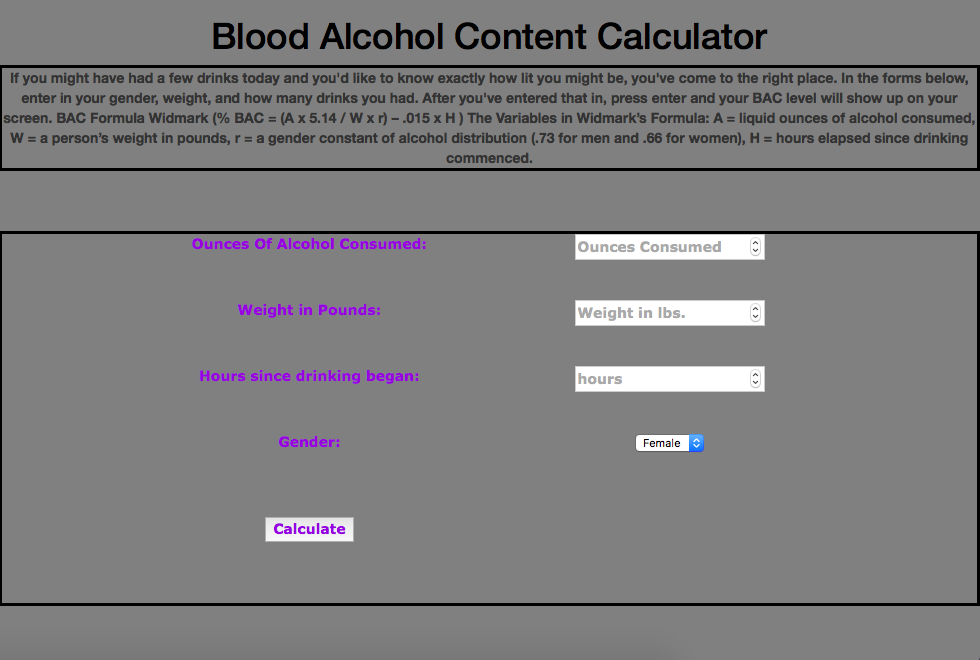 Blood Alcohol Content Calculator
If you might have had a few drinks today and you'd like to know exactly how lit you might be, you've come to the right place. In the forms below,
enter in your gender, weight, and how many drinks you had. After you've entered that in, press enter and your BAC level will show up on your
screen. BAC Formula Widmark (% BAC = (A x 5.14 / W x r) – .015 x H ) The Variables in Widmark’s Formula: A = liquid ounces of alcohol consumed,
W = a person’s weight in pounds, r = a gender constant of alcohol distribution (.73 for men and .66 for women), H = hours elapsed since drinking
commenced.
Ounces Of Alcohol Consumed: Ounces Consumed
Weight in Pounds: Weight in lbs.
Hours since drinking began: hours
Gender: Female
Calculate